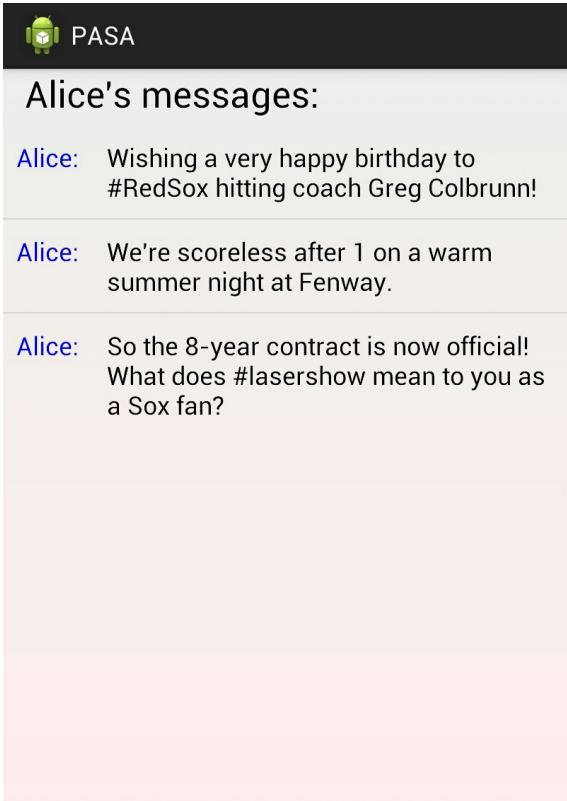 PASA
Alice's messages:
Alice: Wishing a very happy birthday to
#RedSox hitting coach Greg Colbrunn!
Alice: We're scoreless after 1 on a warm
summer night at Fenway.
Alice: So the 8-year contract is now official!
What does #lasershow mean to you as
a Sox fan?